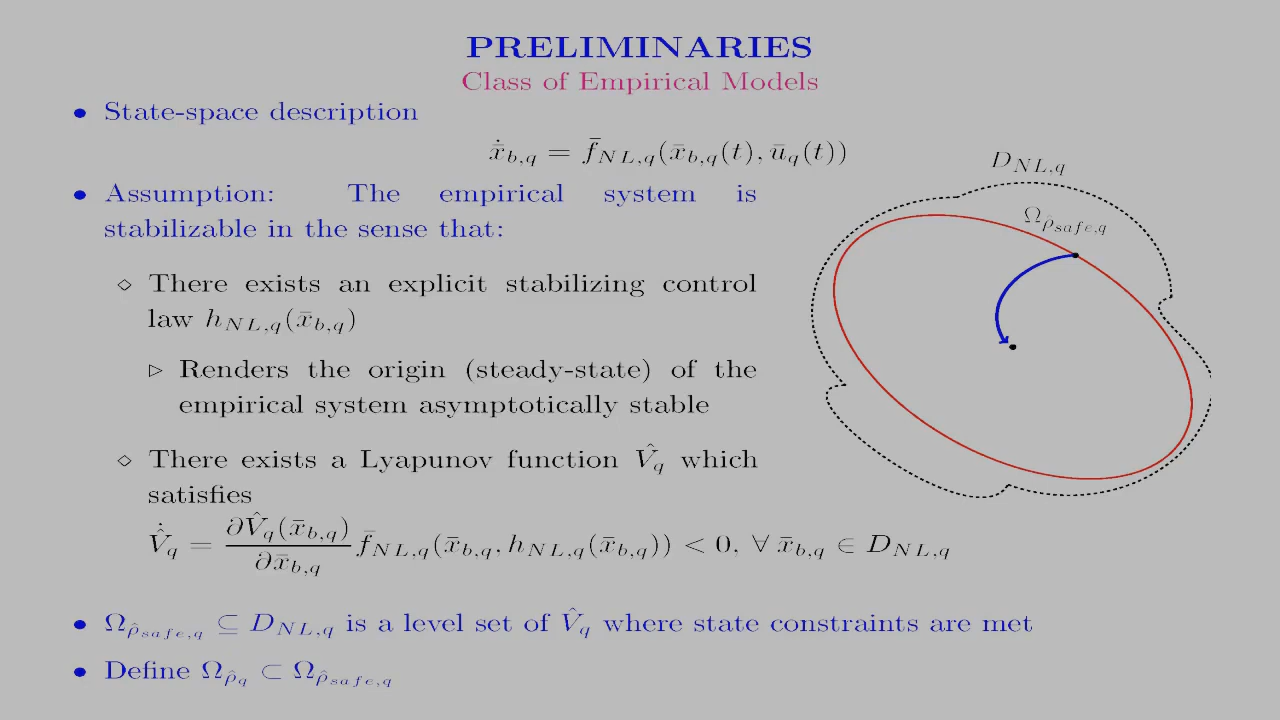 PRELIMINARIES
Class of Empirical Models
• State-space description
ẋ̄_{b,q} = f̄_{NL,q}(x̄_{b,q}(t), ū_q(t))
• Assumption: The empirical system is
stabilizable in the sense that:
⋄ There exists an explicit stabilizing control
law h_{NL,q}(x̄_{b,q})
▷ Renders the origin (steady-state) of the
empirical system asymptotically stable
⋄ There exists a Lyapunov function V̂_q which
satisfies
V̂̇_q = ∂V̂_q(x̄_{b,q})/∂x̄_{b,q} f̄_{NL,q}(x̄_{b,q}, h_{NL,q}(x̄_{b,q})) < 0, ∀ x̄_{b,q} ∈ D_{NL,q}
• Ω_{ρ̂_{safe,q}} ⊆ D_{NL,q} is a level set of V̂_q where state constraints are met
• Define Ω_{ρ̂_q} ⊂ Ω_{ρ̂_{safe,q}}
D_{NL,q}
Ω_{ρ̂_{safe,q}}